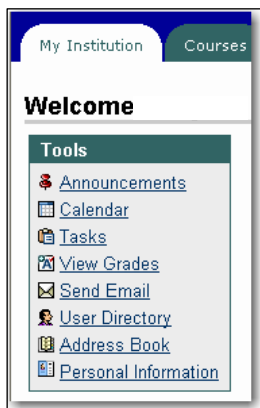 My Institution
Courses
Welcome
Tools
Announcements
Calendar
Tasks
View Grades
Send Email
User Directory
Address Book
Personal Information